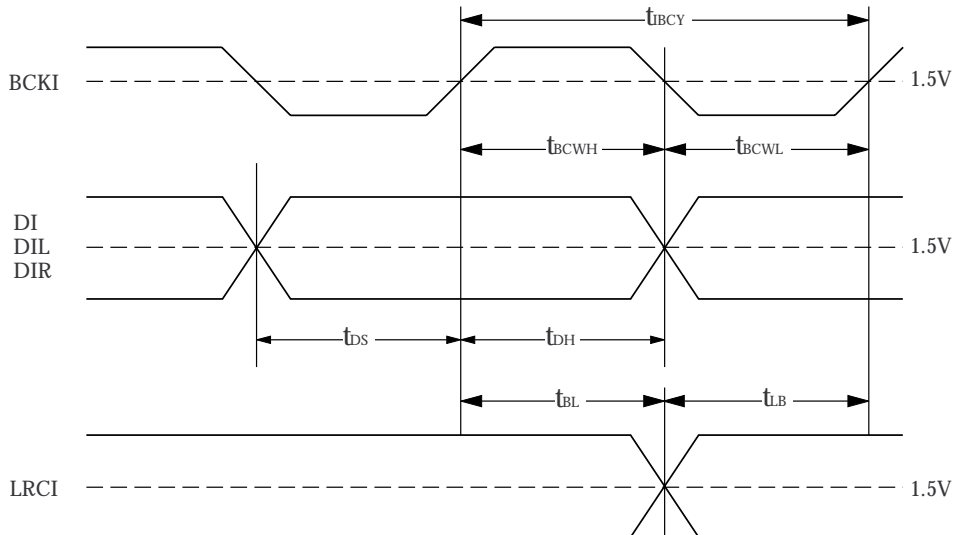 tIBCY
BCKI
1.5V
tBCWH
tBCWL
DI
DIL
DIR
1.5V
tDS
tDH
tBL
tLB
LRCI
1.5V